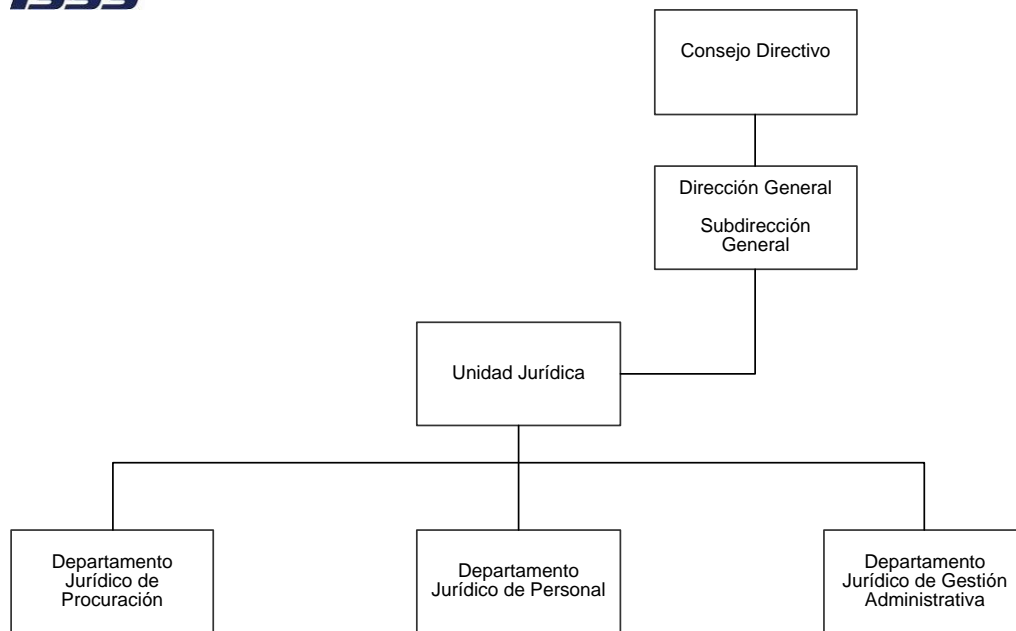 Consejo Directivo
Dirección General
Subdirección
General
Unidad Jurídica
Departamento
Jurídico de
Procuración
Departamento
Jurídico de Personal
Departamento
Jurídico de Gestión
Administrativa